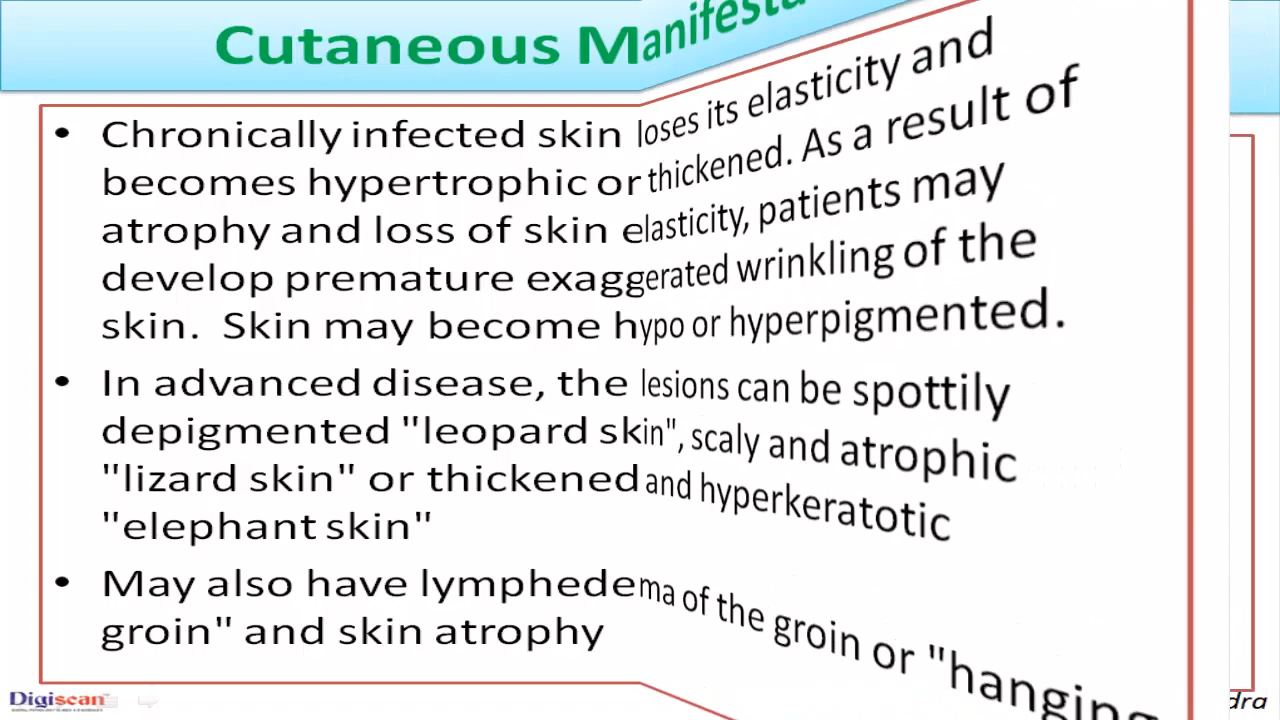 Cutaneous Manifesta
• Chronically infected skin loses its elasticity and
becomes hypertrophic or thickened. As a result of
atrophy and loss of skin elasticity, patients may
develop premature exaggerated wrinkling of the
skin.  Skin may become hypo or hyperpigmented.
• In advanced disease, the lesions can be spottily
depigmented "leopard skin", scaly and atrophic
"lizard skin" or thickened and hyperkeratotic
"elephant skin"
• May also have lymphedema of the groin or "hanging
groin" and skin atrophy
Digiscan
dra